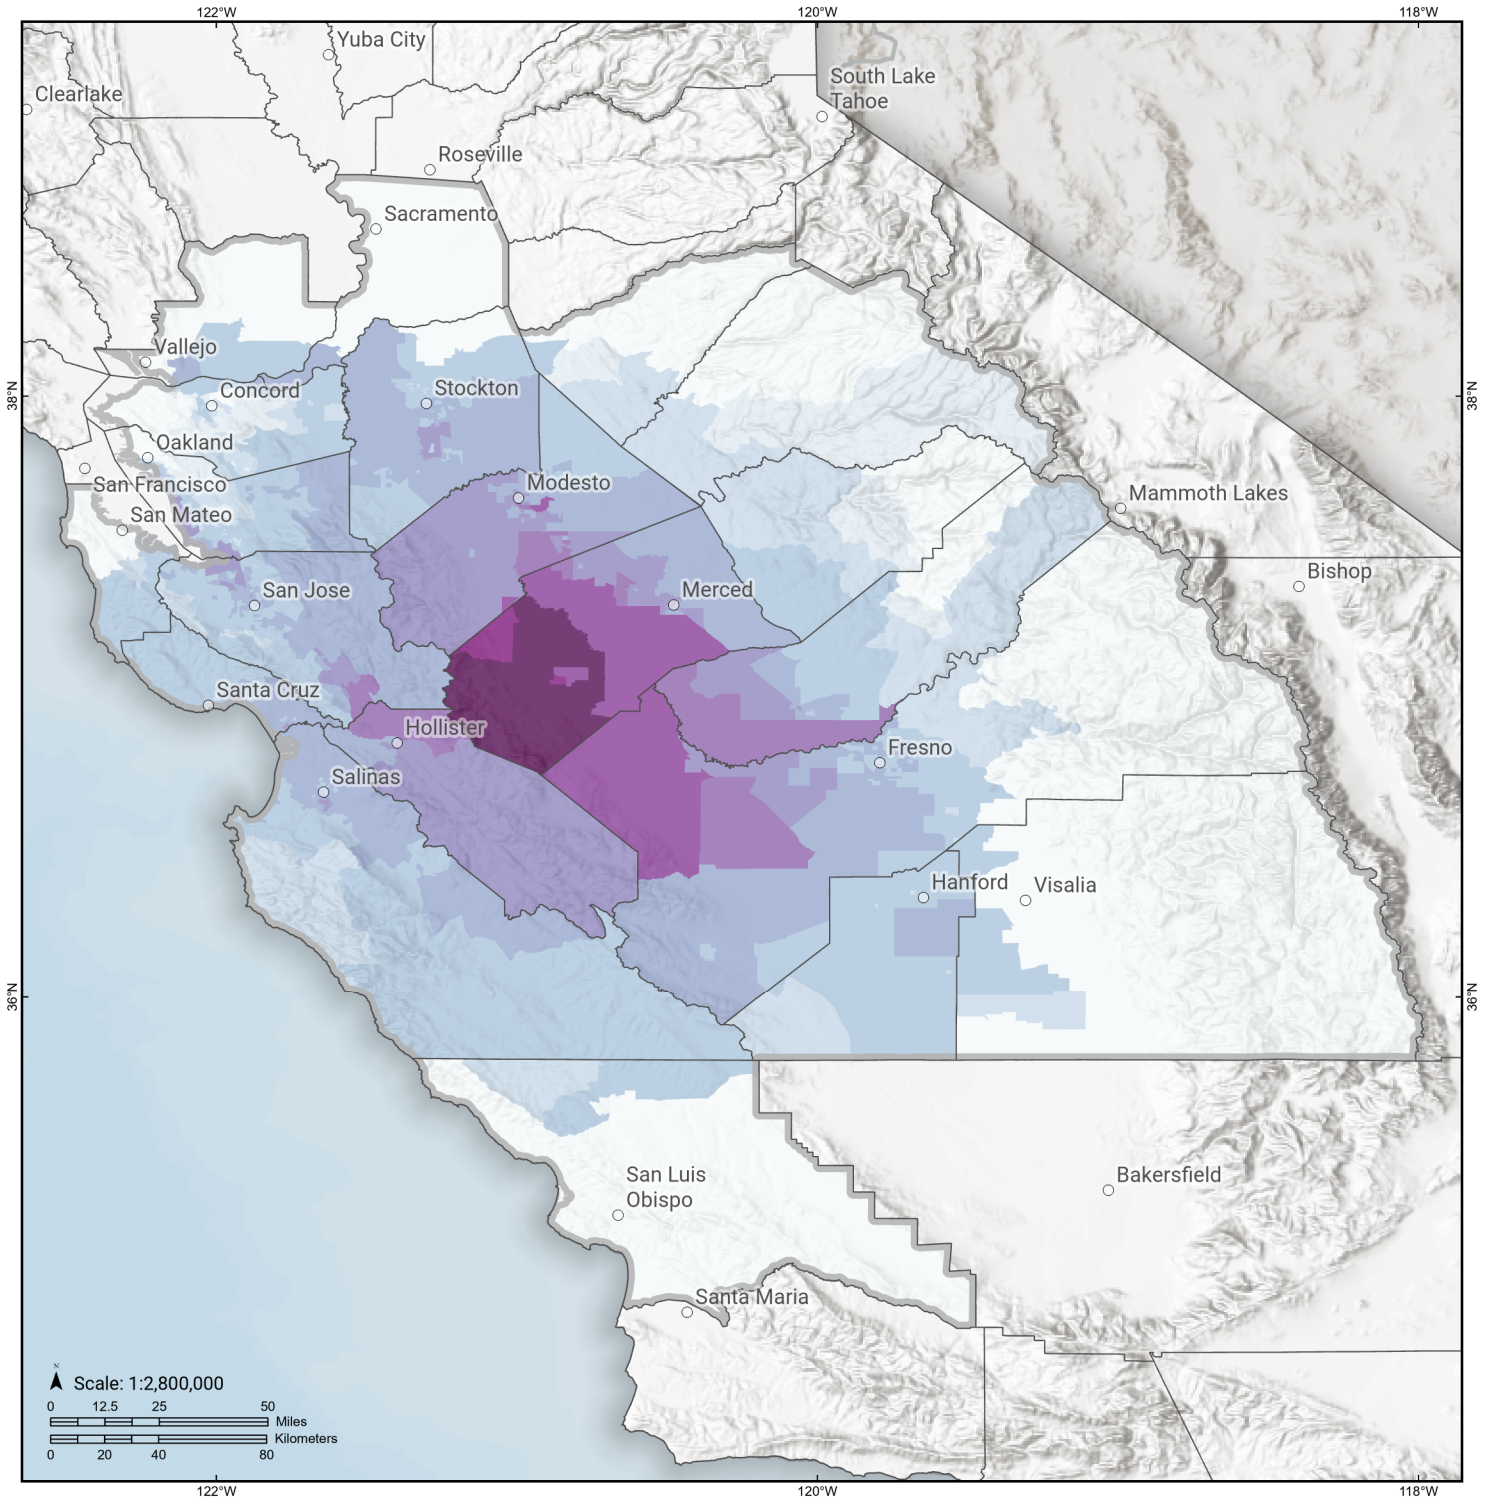 122°W 120°W 118°W
Yuba City
South Lake
Tahoe
Clearlake
Roseville
Sacramento
Vallejo
38°N
Concord
Stockton
38°N
Oakland
San Francisco
Modesto
Mammoth Lakes
San Mateo
Bishop
San Jose
Merced
Santa Cruz
Hollister
Fresno
Salinas
Hanford
Visalia
36°N
36°N
San Luis
Obispo
Bakersfield
Santa Maria
N
Scale: 1:2,800,000
0 12.5 25 50
Miles
Kilometers
0 20 40 80
122°W 120°W 118°W